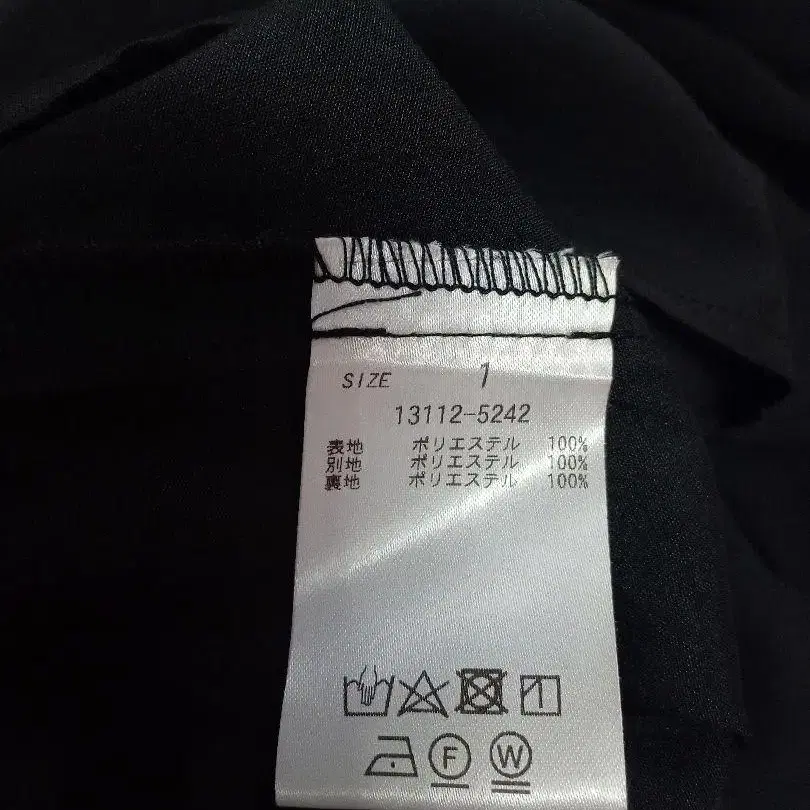 SIZE 1
13112-5242
表地 ポリエステル 100%
別地 ポリエステル 100%
裏地 ポリエステル 100%
F W